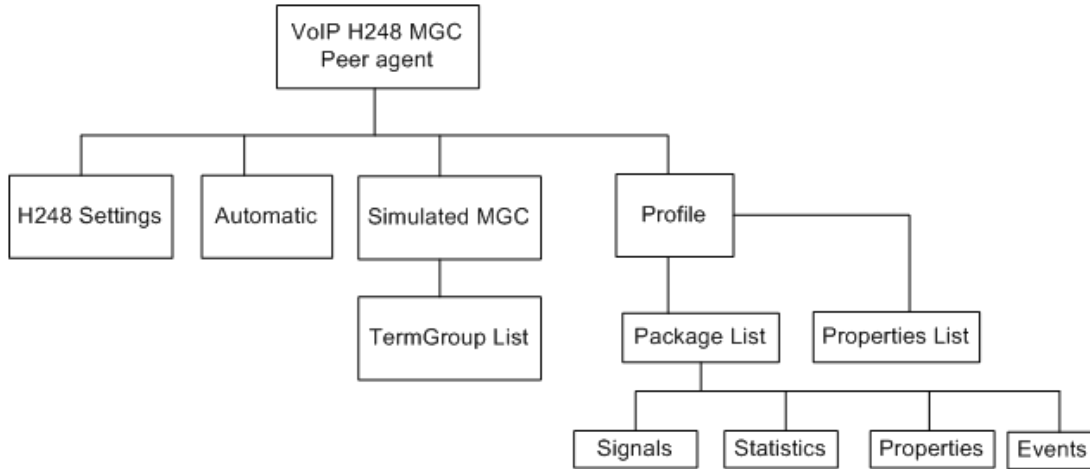 VoIP H248 MGC
Peer agent
H248 Settings
Automatic
Simulated MGC
Profile
TermGroup List
Package List
Properties List
Signals
Statistics
Properties
Events